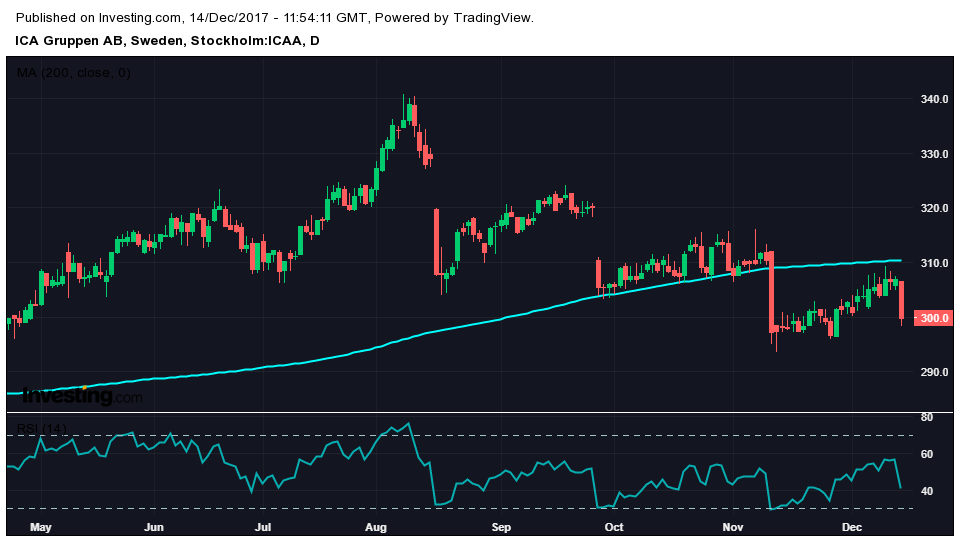 Published on Investing.com, 14/Dec/2017 - 11:54:11 GMT, Powered by TradingView.
ICA Gruppen AB, Sweden, Stockholm:ICAA, D
MA (200, close, 0)
340.0
330.0
320.0
310.0
300.0
290.0
Investing.com
RSI (14)
80
60
40
May Jun Jul Aug Sep Oct Nov Dec